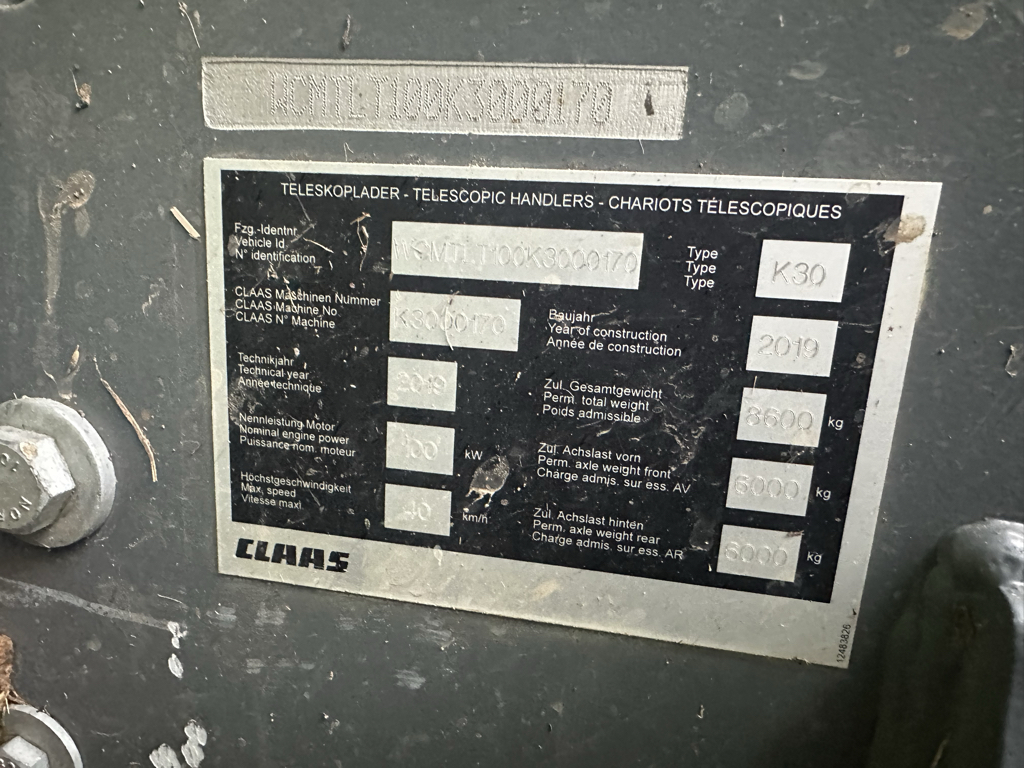 WCMTLT100K3000170
TELESKOPLADER - TELESCOPIC HANDLERS - CHARIOTS TÉLESCOPIQUES
Fzg.-Identnr
Vehicle Id.
N° identification
WCMTLT100K3000170
Type
Type
Type
K30
CLAAS Maschinen Nummer
CLAAS Machine No
CLAAS N° Machine
K3000170
Baujahr
Year of construction
Année de construction
2019
Technikjahr
Technical year
Année technique
2019
Zul. Gesamtgewicht
Perm. total weight
Poids admissible
8600 kg
Nennleistung Motor
Nominal engine power
Puissance nom. moteur
100 kW
Zul. Achslast vorn
Perm. axle weight front
Charge admis. sur ess. AV
6000 kg
Höchstgeschwindigkeit
Max. speed
Vitesse maxi
40 km/h
Zul. Achslast hinten
Perm. axle weight rear
Charge admis. sur ess. AR
6000 kg
CLAAS
12483826